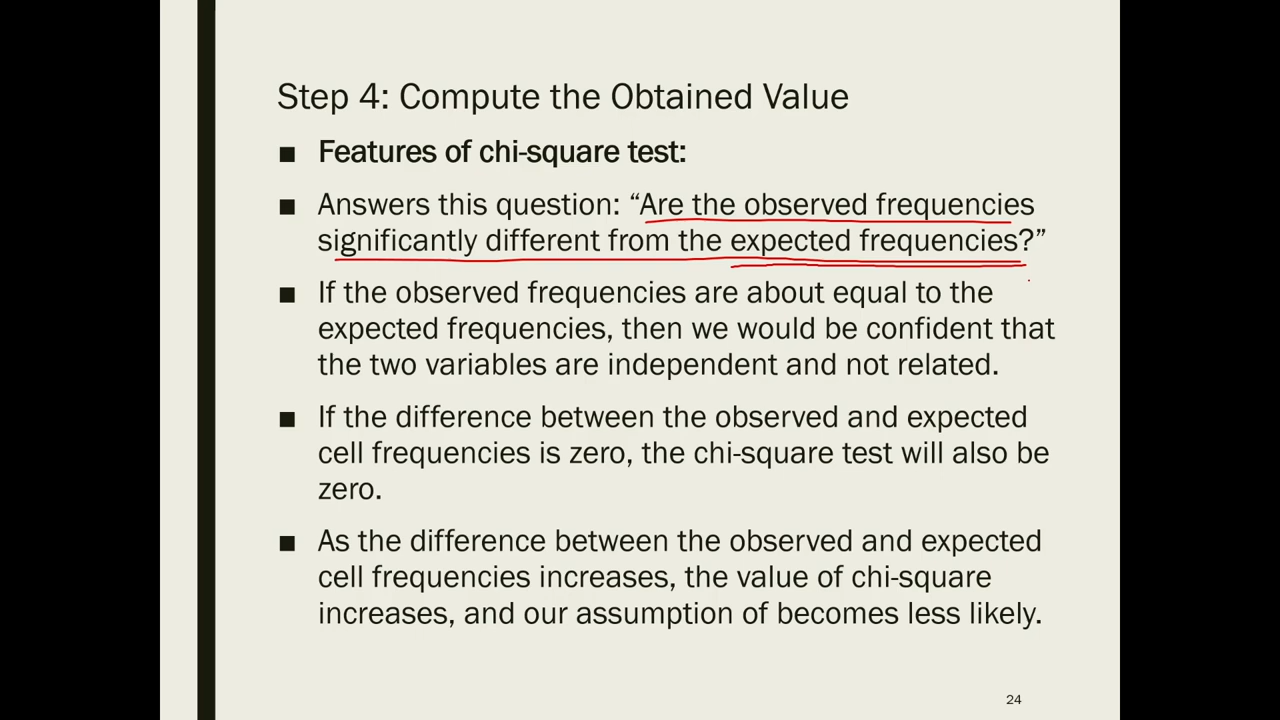 Step 4: Compute the Obtained Value
■ Features of chi-square test:
■ Answers this question: “Are the observed frequencies
significantly different from the expected frequencies?”
■ If the observed frequencies are about equal to the
expected frequencies, then we would be confident that
the two variables are independent and not related.
■ If the difference between the observed and expected
cell frequencies is zero, the chi-square test will also be
zero.
■ As the difference between the observed and expected
cell frequencies increases, the value of chi-square
increases, and our assumption of becomes less likely.
24